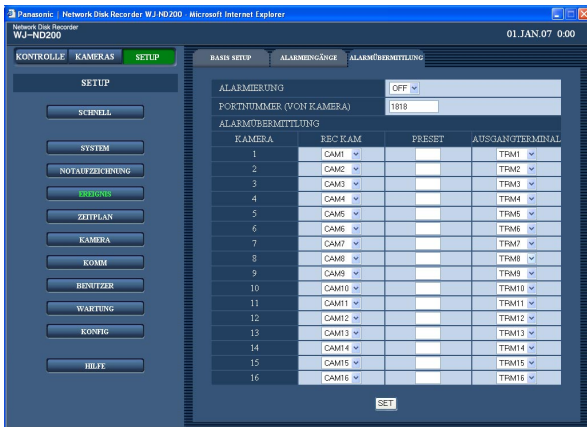 Panasonic | Network Disk Recorder WJ-ND200 - Microsoft Internet Explorer
Network Disk Recorder
WJ-ND200
01.JAN.07 0:00
KONTROLLE KAMERAS SETUP
BASIS SETUP ALARMEINGÄNGE ALARMÜBERMITTLUNG
SETUP
SCHNELL
SYSTEM
NOTAUFZEICHNUNG
EREIGNIS
ZEITPLAN
KAMERA
KOMM
BENUTZER
WARTUNG
KONFIG
HILFE
ALARMIERUNG OFF
PORTNUMMER (VON KAMERA) 1818
ALARMÜBERMITTLUNG
KAMERA REC KAM PRESET AUSGANGTERMINAL
1 CAM1 TRM1
2 CAM2 TRM2
3 CAM3 TRM3
4 CAM4 TRM4
5 CAM5 TRM5
6 CAM6 TRM6
7 CAM7 TRM7
8 CAM8 TRM8
9 CAM9 TRM9
10 CAM10 TRM10
11 CAM11 TRM11
12 CAM12 TRM12
13 CAM13 TRM13
14 CAM14 TRM14
15 CAM15 TRM15
16 CAM16 TRM16
SET